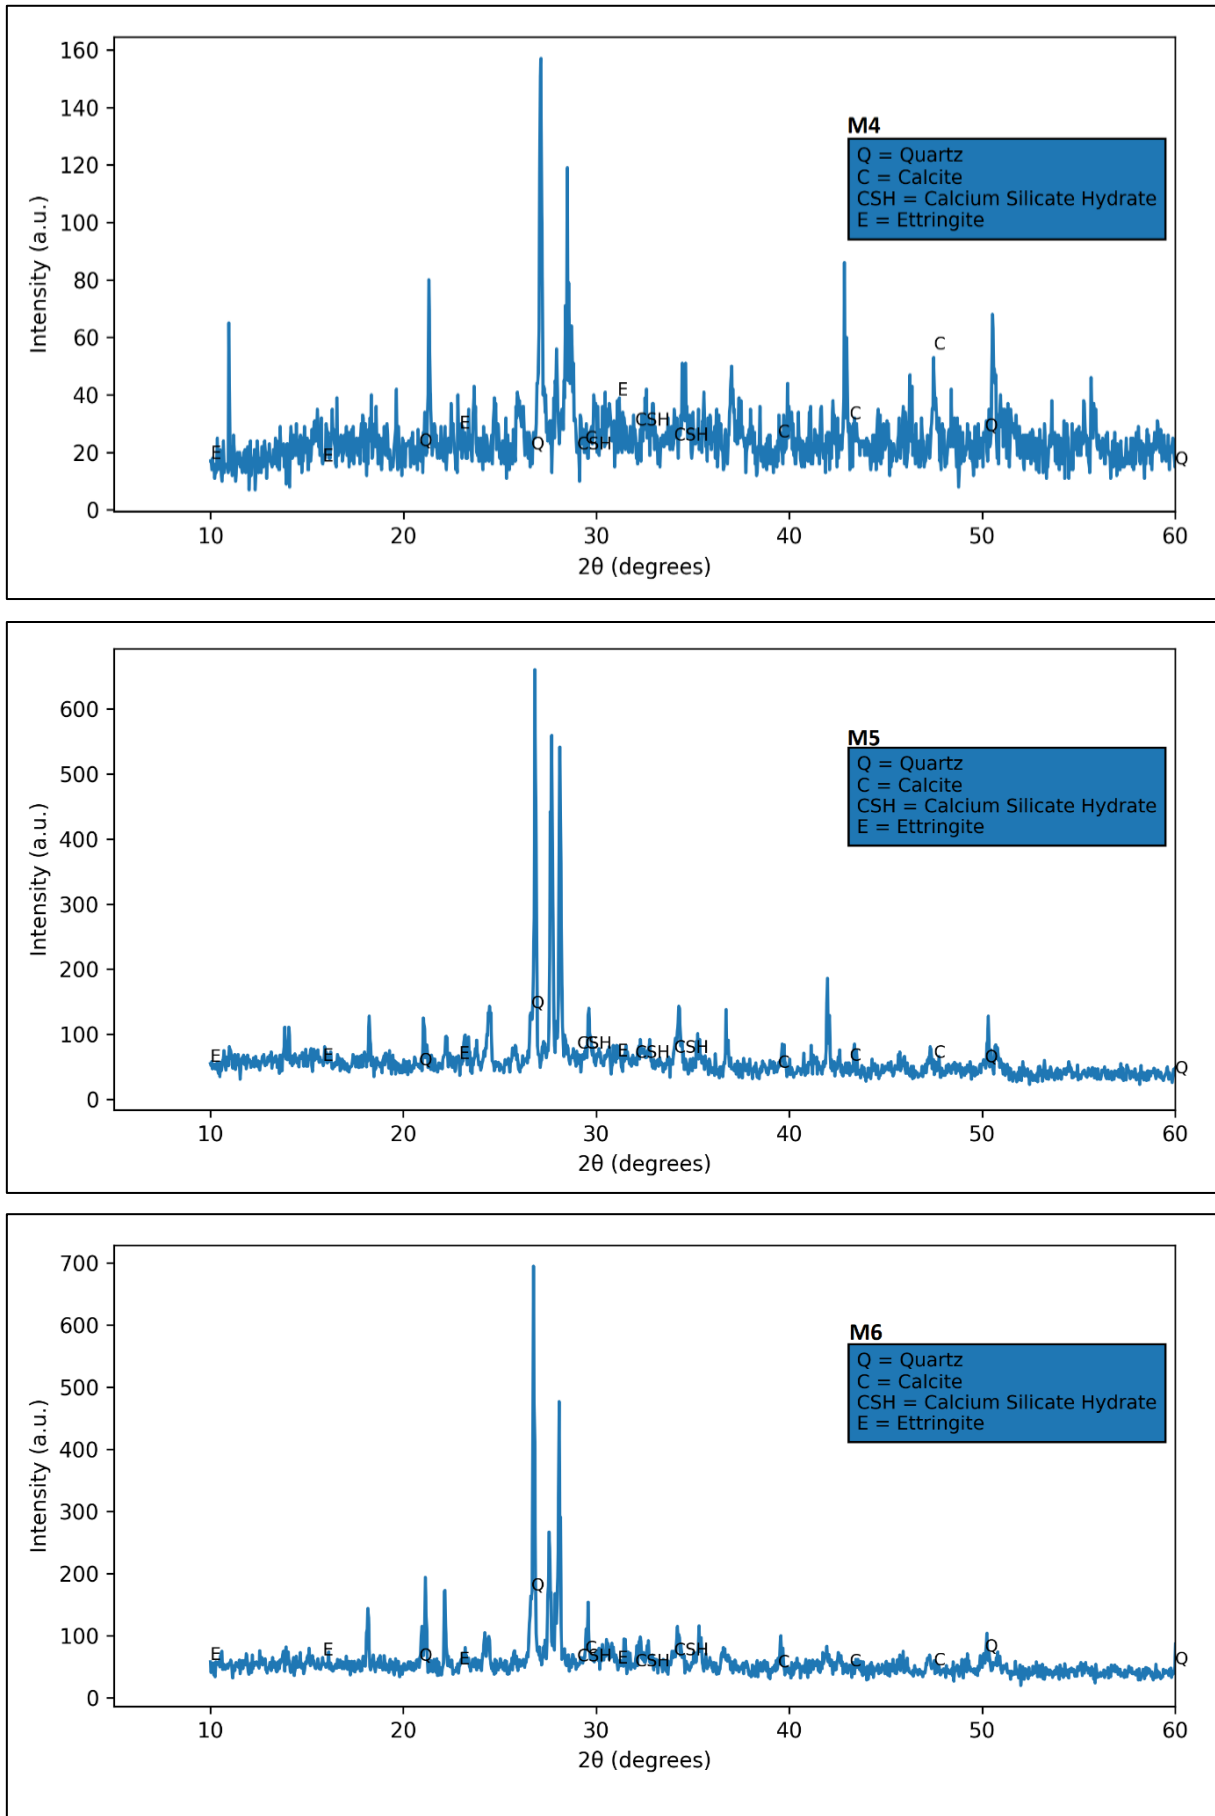 160
140
120
100
80
60
40
20
0
Intensity (a.u.)
M4
Q = Quartz
C = Calcite
CSH = Calcium Silicate Hydrate
E = Ettringite
E
E
Q
E
Q
CSH
C
CSH
E
CSH
CSH
C
C
C
Q
Q
10 20 30 40 50 60
2θ (degrees)
600
500
400
300
200
100
0
Intensity (a.u.)
M5
Q = Quartz
C = Calcite
CSH = Calcium Silicate Hydrate
E = Ettringite
E
E
Q
E
Q
CSH
CSH
E
CSH
CSH
C
C
C
Q
Q
10 20 30 40 50 60
2θ (degrees)
700
600
500
400
300
200
100
0
Intensity (a.u.)
M6
Q = Quartz
C = Calcite
CSH = Calcium Silicate Hydrate
E = Ettringite
E
E
Q
E
Q
CSH
C
CSH
E
CSH
CSH
C
C
C
Q
Q
10 20 30 40 50 60
2θ (degrees)